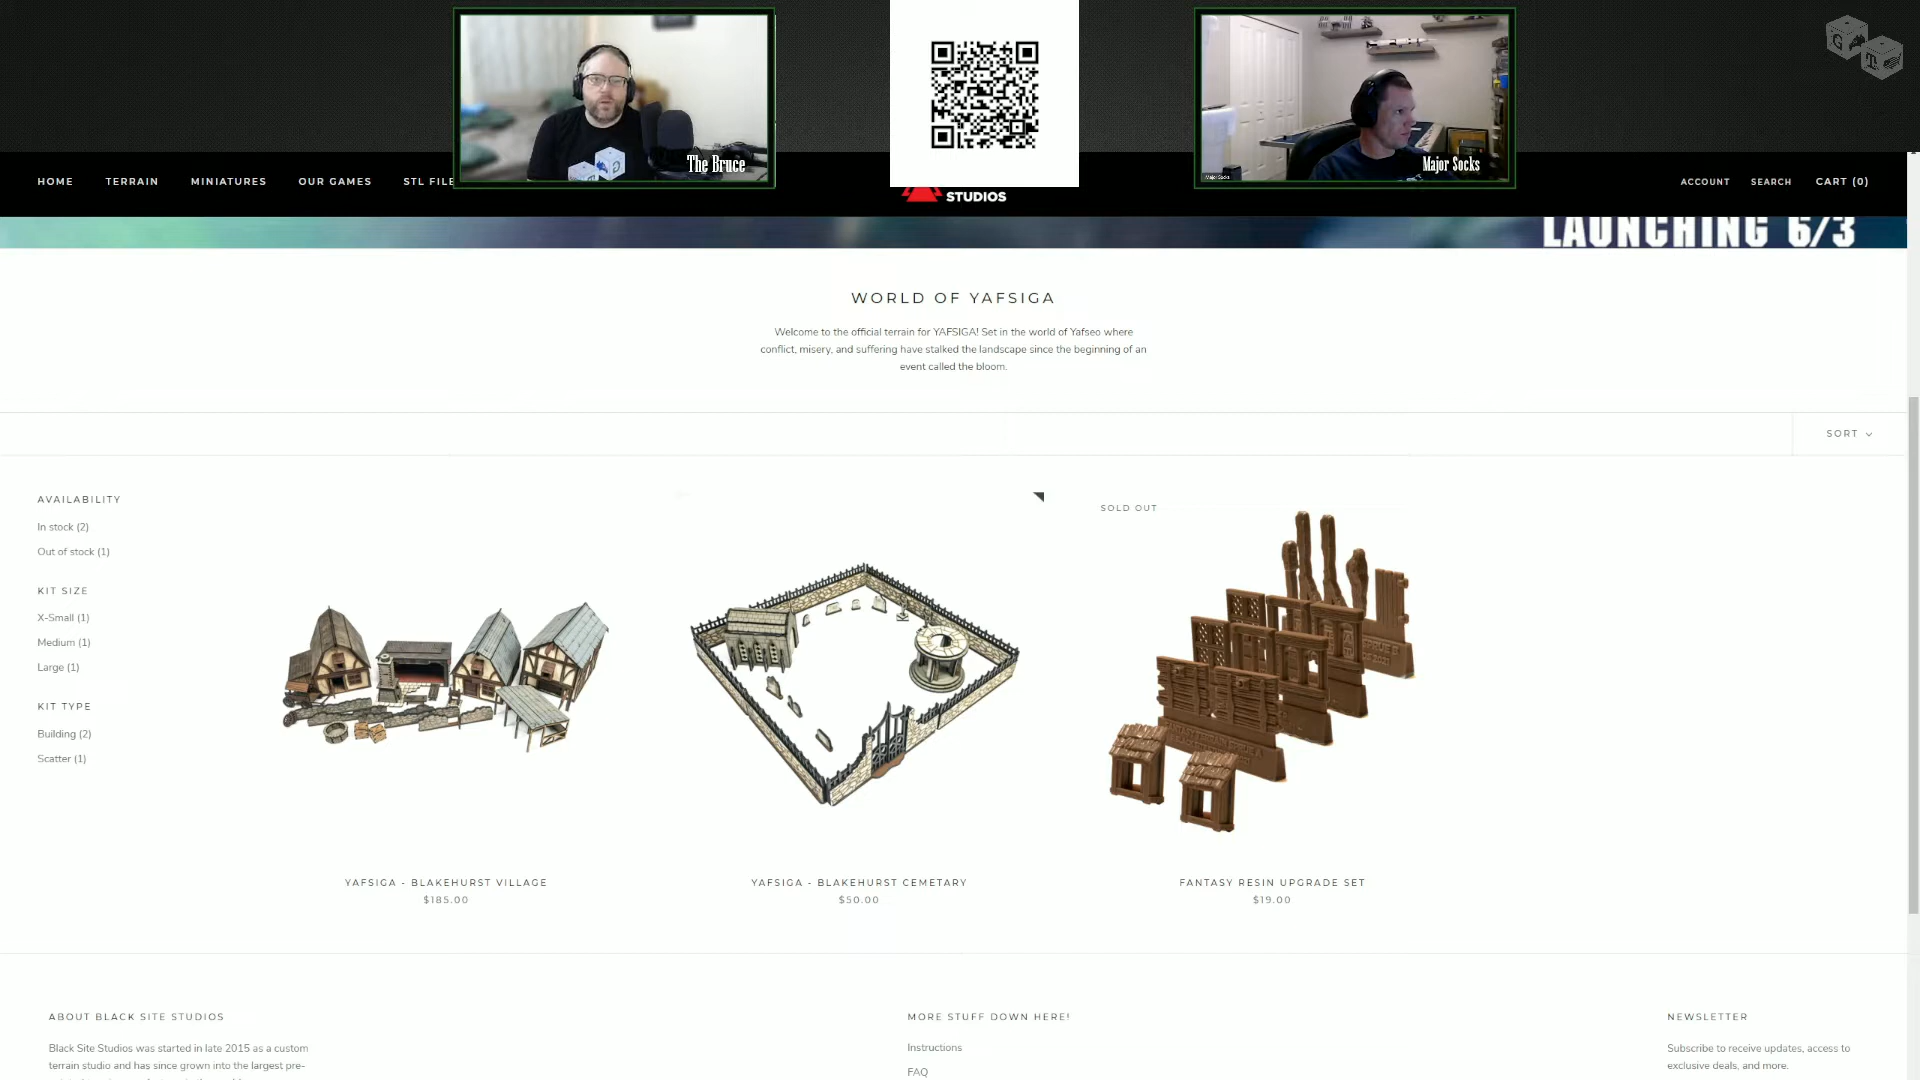 The Bruce
Major Socks
HOME
TERRAIN
MINIATURES
OUR GAMES
STL FILE
STUDIOS
ACCOUNT
SEARCH
CART (0)
LAUNCHING 6/3
WORLD OF YAFSIGA
Welcome to the official terrain for YAFSIGA! Set in the world of Yafseo where
conflict, misery, and suffering have stalked the landscape since the beginning of an
event called the bloom.
SORT
AVAILABILITY
In stock (2)
Out of stock (1)
KIT SIZE
X-Small (1)
Medium (1)
Large (1)
KIT TYPE
Building (2)
Scatter (1)
SOLD OUT
YAFSIGA - BLAKEHURST VILLAGE
$185.00
YAFSIGA - BLAKEHURST CEMETARY
$50.00
FANTASY RESIN UPGRADE SET
$19.00
ABOUT BLACK SITE STUDIOS
Black Site Studios was started in late 2015 as a custom
terrain studio and has since grown into the largest pre-
MORE STUFF DOWN HERE!
Instructions
FAQ
NEWSLETTER
Subscribe to receive updates, access to
exclusive deals, and more.